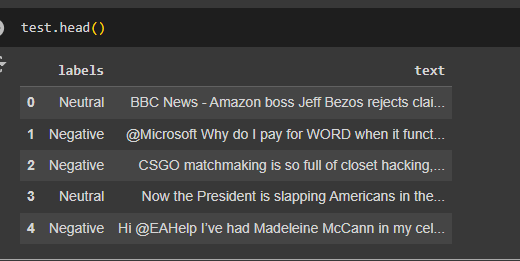 test.head()
labels text
0 Neutral BBC News - Amazon boss Jeff Bezos rejects clai...
1 Negative @Microsoft Why do I pay for WORD when it funct...
2 Negative CSGO matchmaking is so full of closet hacking,...
3 Neutral Now the President is slapping Americans in the...
4 Negative Hi @EAHelp I’ve had Madeleine McCann in my cel...